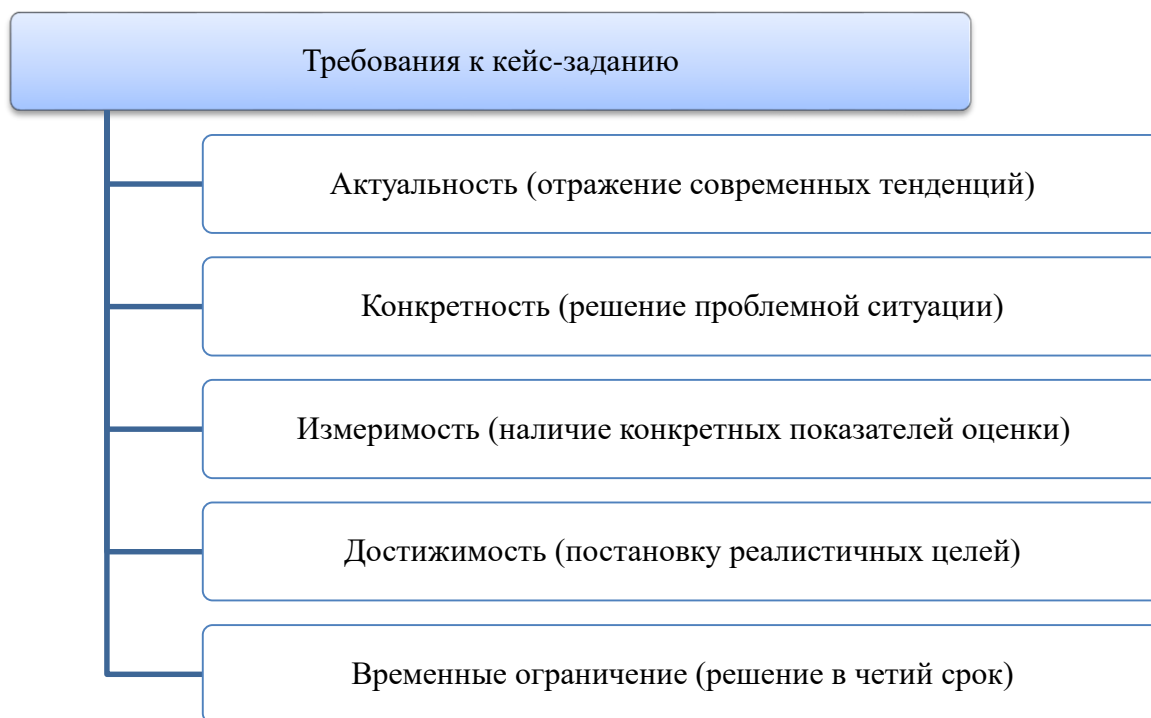 Требования к кейс-заданию
Актуальность (отражение современных тенденций)
Конкретность (решение проблемной ситуации)
Измеримость (наличие конкретных показателей оценки)
Достижимость (постановку реалистичных целей)
Временные ограничение (решение в четий срок)